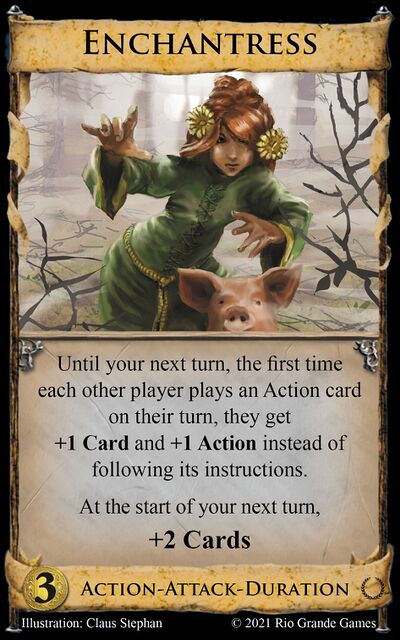 Enchantress
Until your next turn, the first time
each other player plays an Action card
on their turn, they get
+1 Card and +1 Action instead of
following its instructions.
At the start of your next turn,
+2 Cards
3 Action-Attack-Duration
Illustration: Claus Stephan © 2021 Rio Grande Games